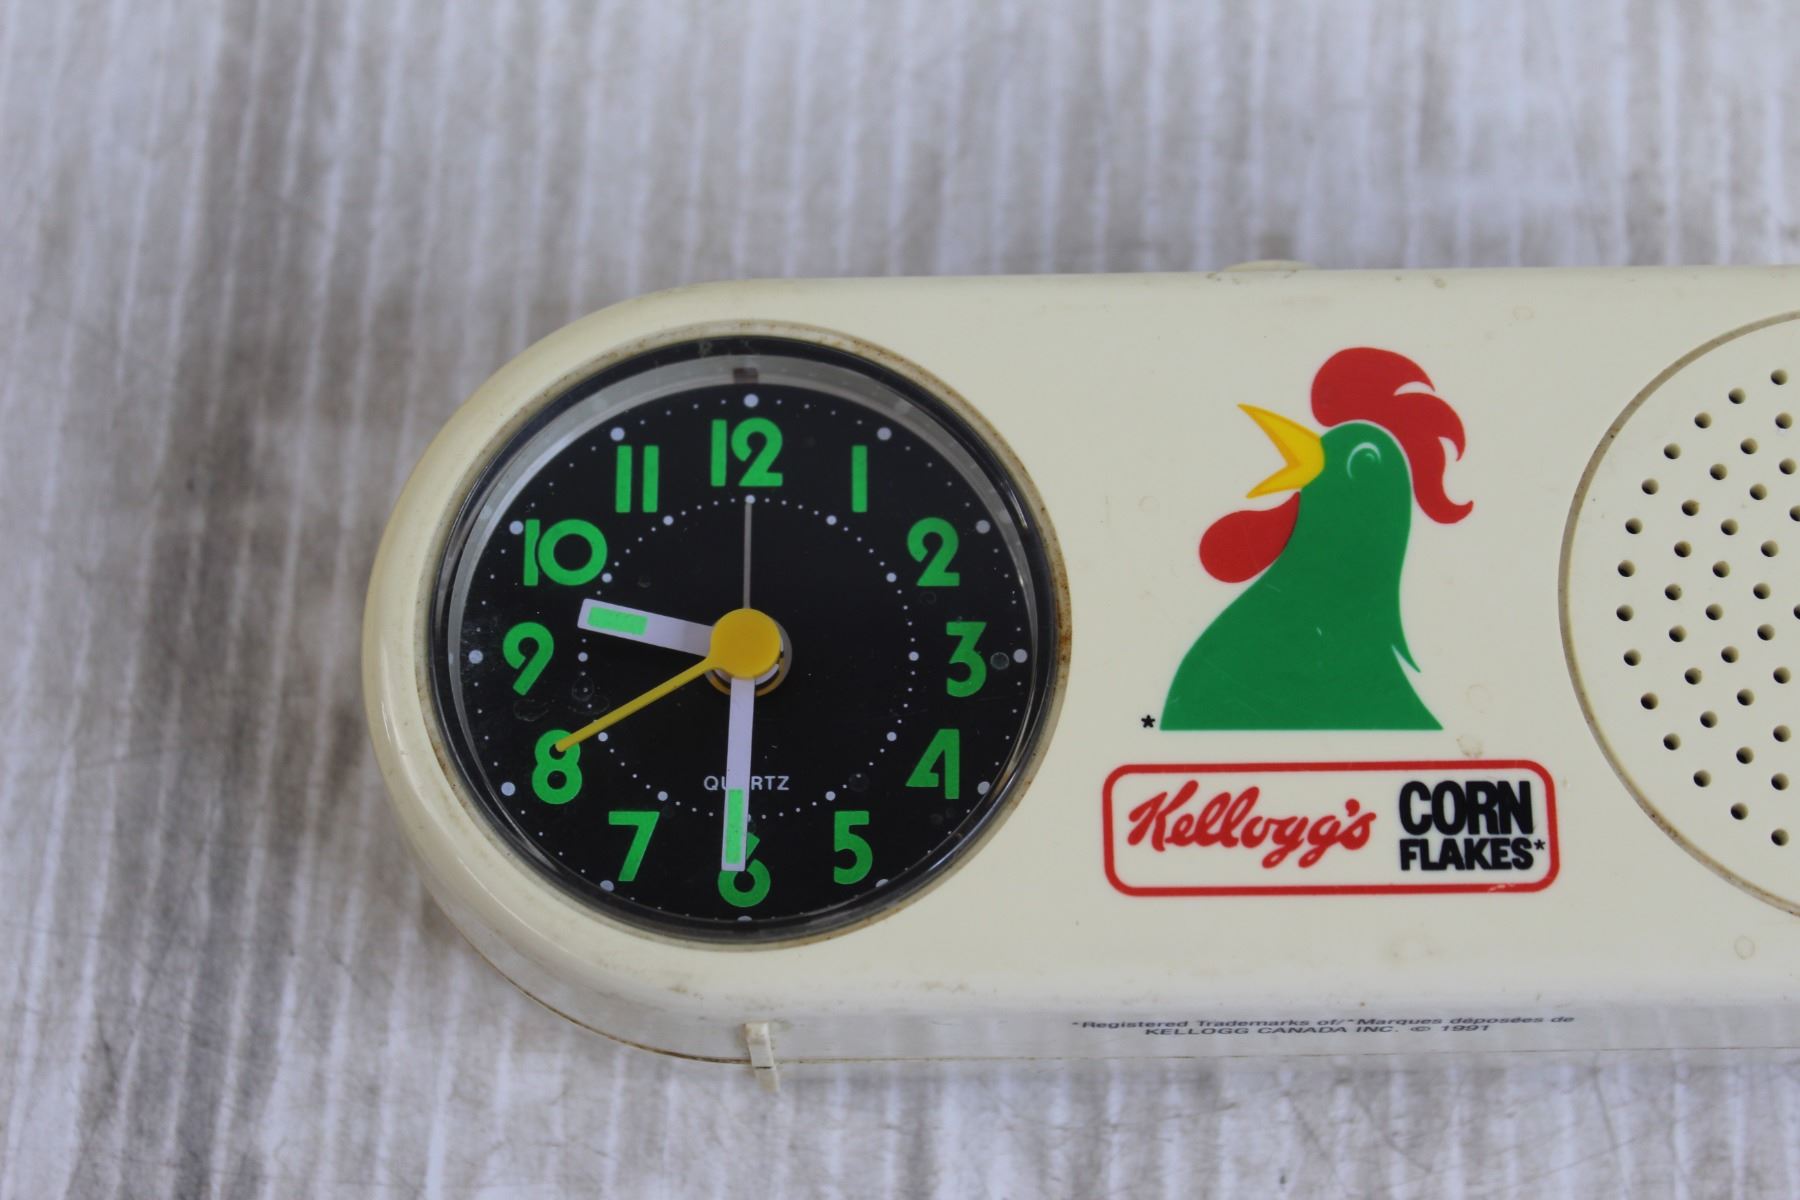 12
11 1
10 2
9 3
8 4
7 5
6
QUARTZ
*
Kellogg's CORN
FLAKES*
*Registered Trademarks of/*Marques déposées de
KELLOGG CANADA INC. © 1991